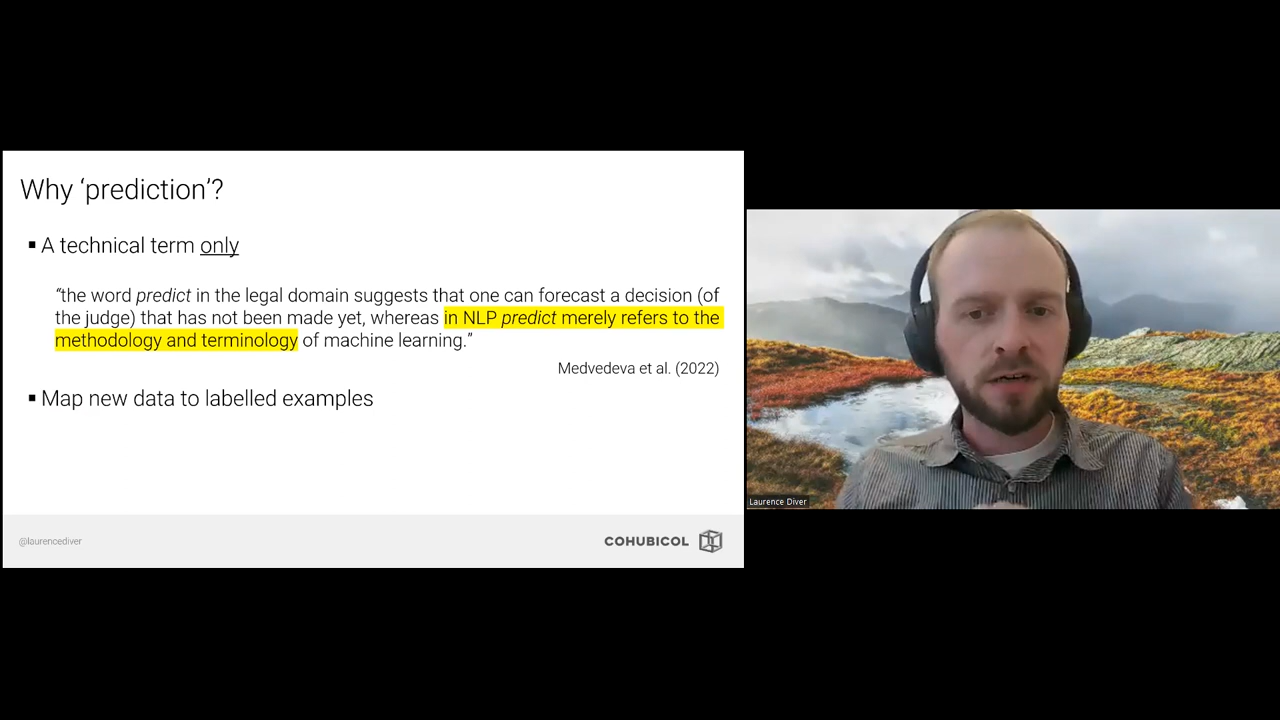 Why ‘prediction’?
▪ A technical term only
“the word predict in the legal domain suggests that one can forecast a decision (of
the judge) that has not been made yet, whereas in NLP predict merely refers to the
methodology and terminology of machine learning.”
Medvedeva et al. (2022)
▪ Map new data to labelled examples
@laurencediver
COHUBICOL
Laurence Diver